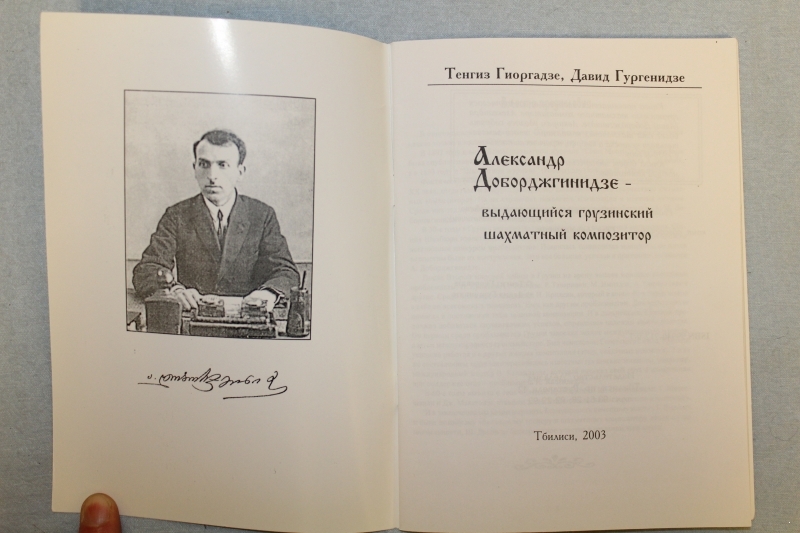 Тенгиз Гиоргадзе, Давид Гургенидзе
Александр
Доборджгинидзе -
выдающийся грузинский
шахматный композитор
Тбилиси, 2003